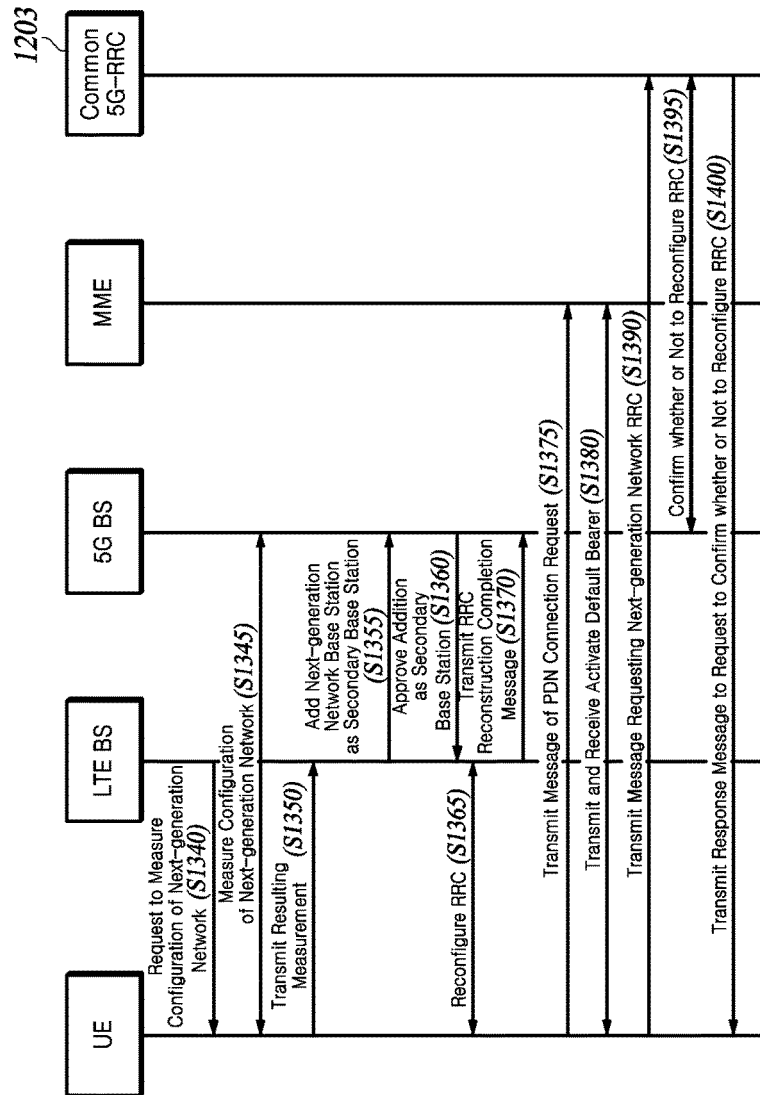 1203
UE
LTE BS
5G BS
MME
Common
5G-RRC
Request to Measure
Configuration of Next-generation
Network (S1340)
Measure Configuration
of Next-generation Network (S1345)
Transmit Resulting
Measurement (S1350)
Add Next-generation
Network Base Station
as Secondary Base Station
(S1355)
Approve Addition
as Secondary
Base Station (S1360)
Reconfigure RRC (S1365)
Transmit RRC
Reconstruction Completion
Message (S1370)
Transmit Message of PDN Connection Request (S1375)
Transmit and Receive Activate Default Bearer (S1380)
Transmit Message Requesting Next-generation Network RRC (S1390)
Confirm whether or Not to Reconfigure RRC (S1395)
Transmit Response Message to Request to Confirm whether or Not to Reconfigure RRC (S1400)